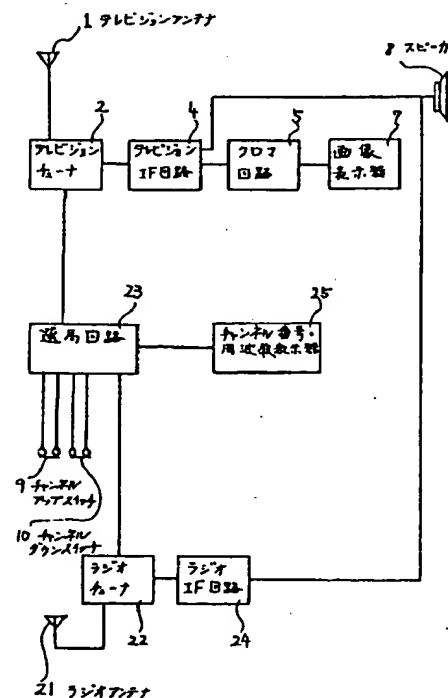 1 テレビジョンアンテナ
8 スピーカ
2
4
5
7
テレビジョン
チューナ
テレビジョン
IF回路
クロマ
回路
画像
表示器
23
25
選局回路
チャンネル番号・
周波数表示器
9 チャンネル
アップスイッチ
10 チャンネル
ダウンスイッチ
ラジオ
チューナ
ラジオ
IF回路
22
24
21 ラジオアンテナ